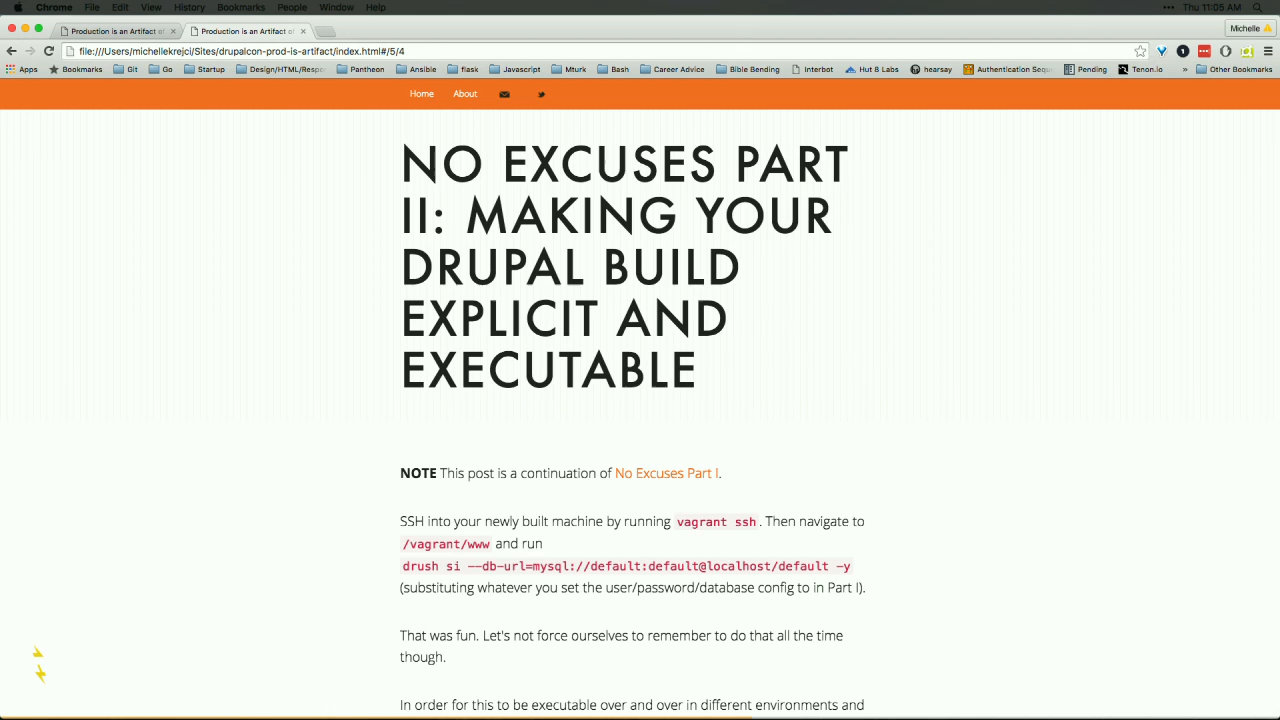 Chrome File Edit View History Bookmarks People Window Help
Thu 11:05 AM
Production is an Artifact of
Production is an Artifact of
Michelle
file:///Users/michellekrejci/Sites/drupalcon-prod-is-artifact/index.html#/5/4
Apps Bookmarks Git Go Startup Design/HTML/Respo Pantheon Ansible flask Javascript Mturk Bash Career Advice Bible Bending Interbot Hut 8 Labs hearsay Authentication Sequ Pending Tenon.io » Other Bookmarks
Home About
NO EXCUSES PART
II: MAKING YOUR
DRUPAL BUILD
EXPLICIT AND
EXECUTABLE
NOTE This post is a continuation of No Excuses Part I.
SSH into your newly built machine by running vagrant ssh. Then navigate to
/vagrant/www and run
drush si --db-url=mysql://default:default@localhost/default -y
(substituting whatever you set the user/password/database config to in Part I).
That was fun. Let's not force ourselves to remember to do that all the time
though.
In order for this to be executable over and over in different environments and